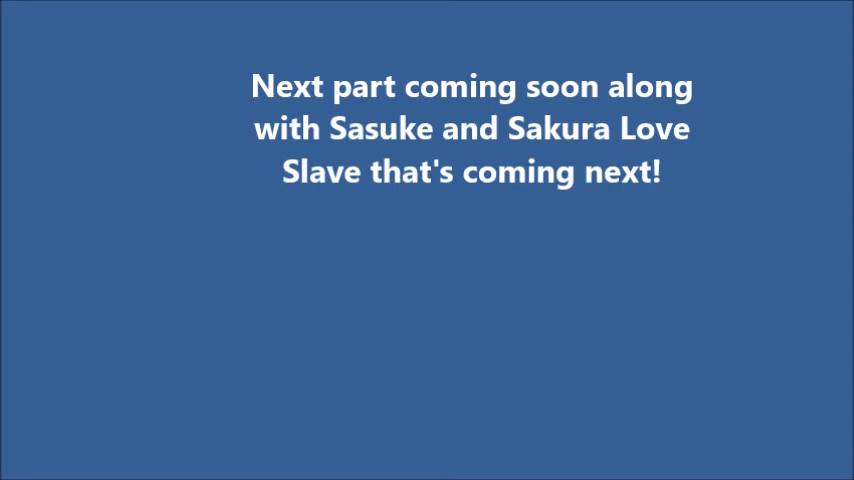 Next part coming soon along
with Sasuke and Sakura Love
Slave that's coming next!